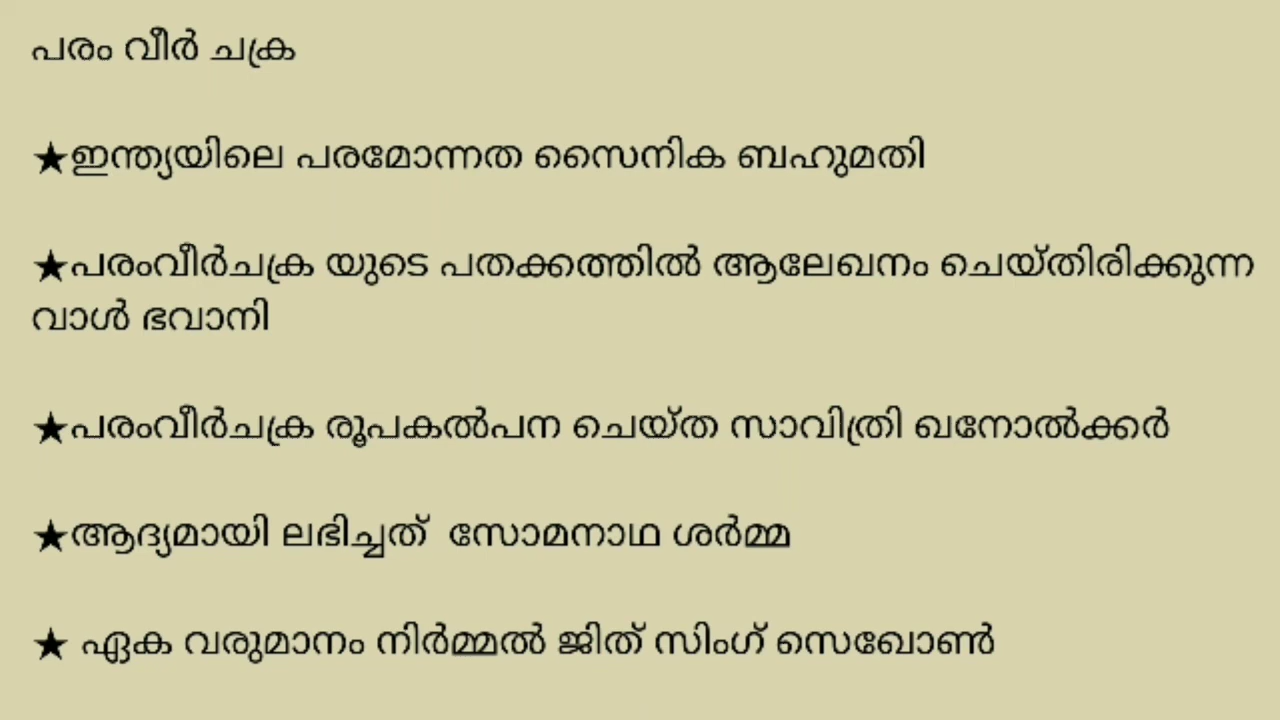 പരം വീർ ചക്ര
★ഇന്ത്യയിലെ പരമോന്നത സൈനിക ബഹുമതി
★പരംവീർചക്ര യുടെ പതക്കത്തിൽ ആലേഖനം ചെയ്തിരിക്കുന്ന
വാൾ ഭവാനി
★പരംവീർചക്ര രൂപകൽപന ചെയ്ത സാവിത്രി ഖനോൽക്കർ
★ആദ്യമായി ലഭിച്ചത്  സോമനാഥ ശർമ്മ
★ ഏക വരുമാനം നിർമ്മൽ ജിത് സിംഗ് സെഖോൺ